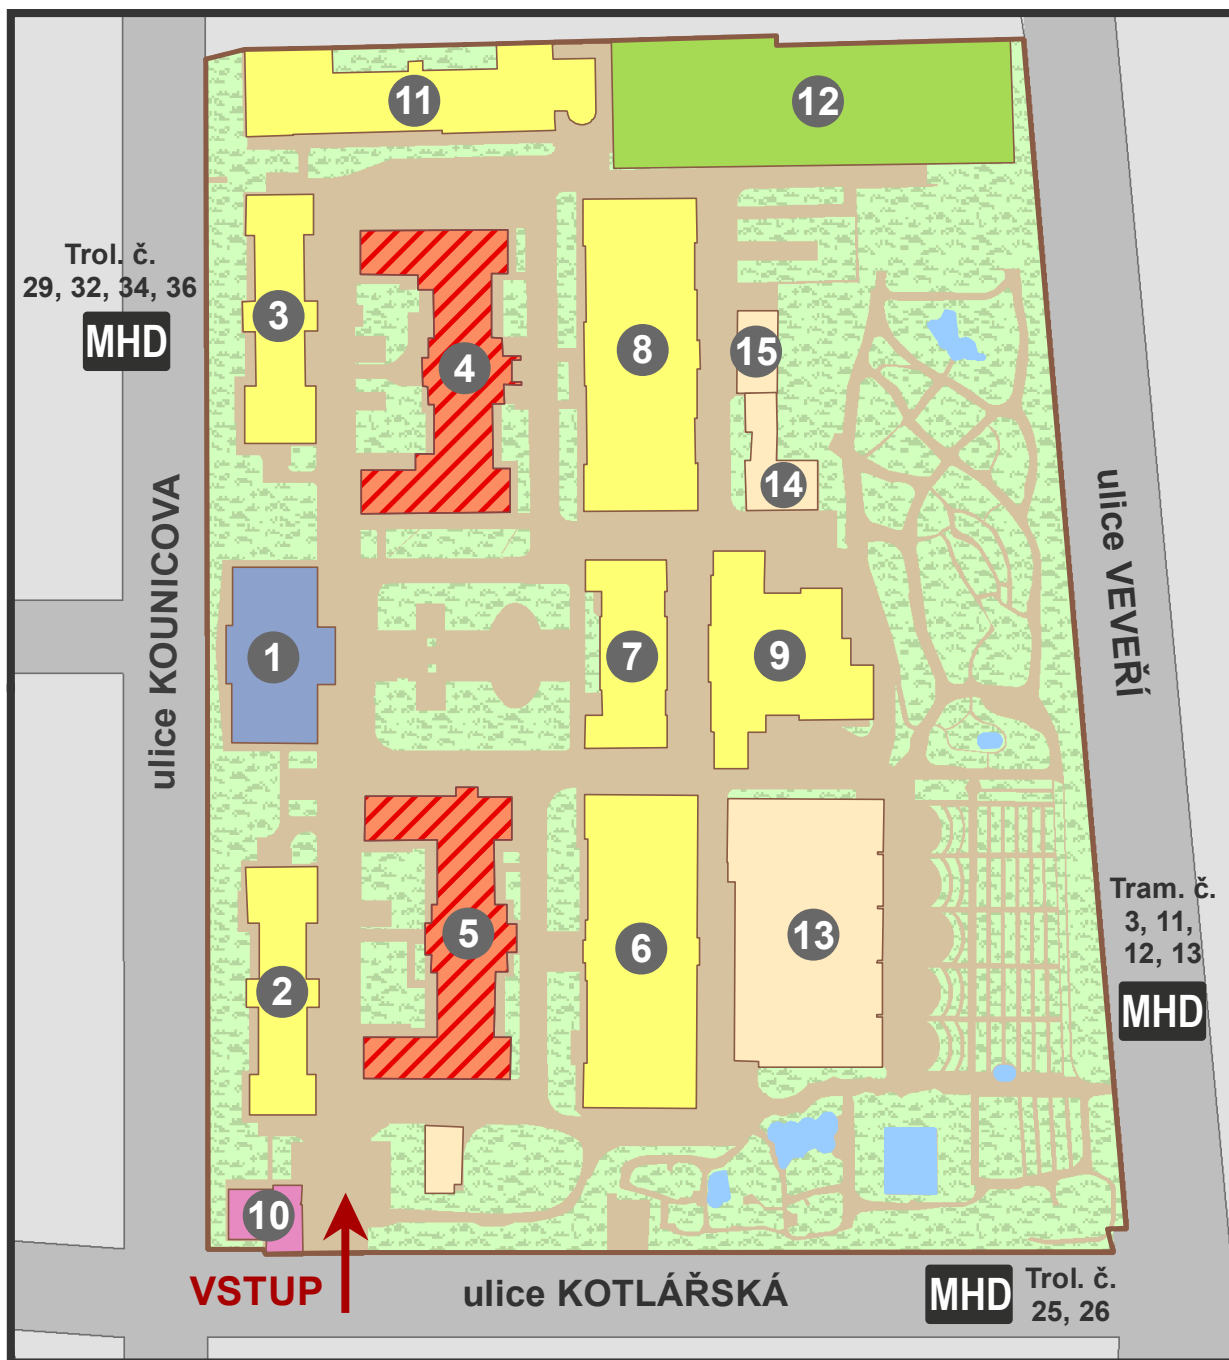 11
12
Trol. č.
29, 32, 34, 36
MHD
3
4
8
15
14
ulice KOUNICOVA
ulice VEVEŘÍ
1
7
9
5
6
13
2
Tram. č.
3, 11,
12, 13
MHD
10
VSTUP
ulice KOTLÁŘSKÁ
MHD
Trol. č.
25, 26